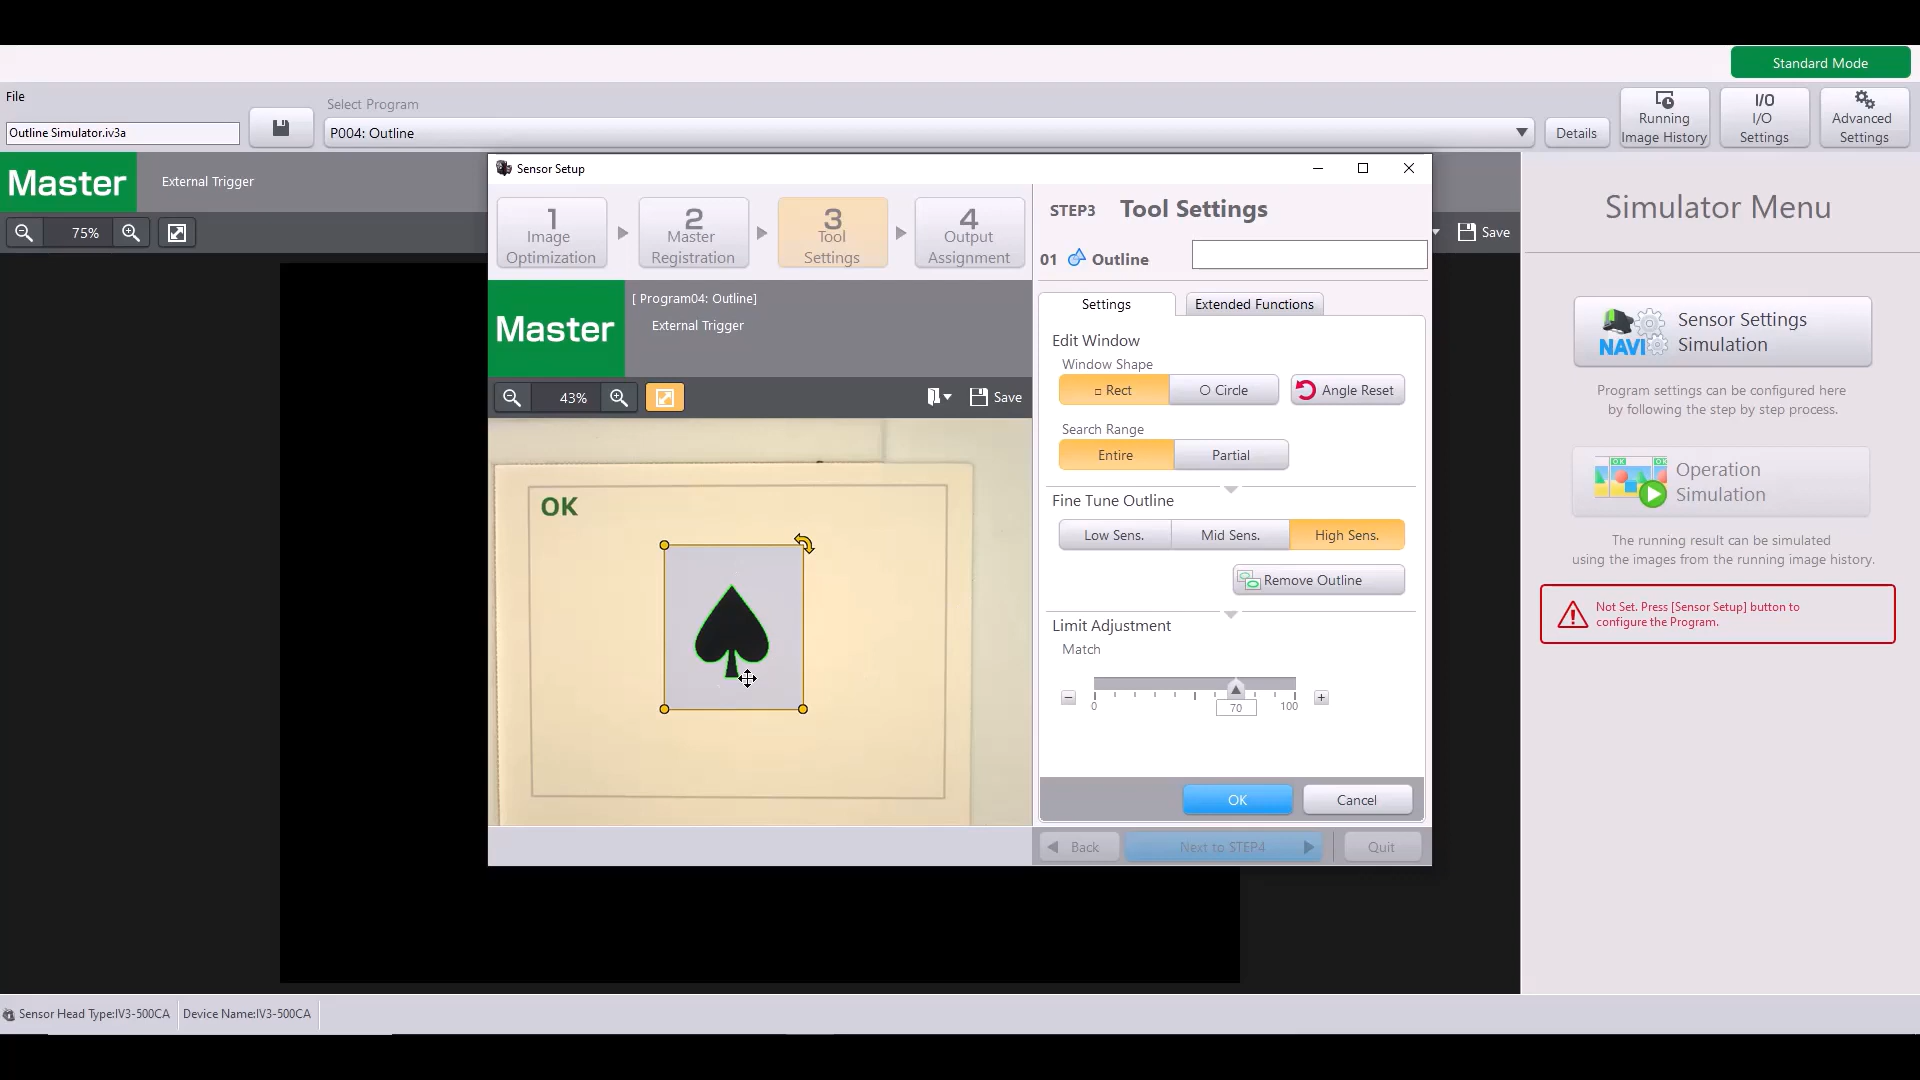 Standard Mode
File
Outline Simulator.iv3a
Select Program
P004: Outline
Details
Running
Image History
I/O
I/O
Settings
Advanced
Settings
Master
External Trigger
75%
Save
Sensor Setup
1
Image
Optimization
2
Master
Registration
3
Tool
Settings
4
Output
Assignment
Master
[ Program04: Outline]
External Trigger
43%
Save
OK
STEP3 Tool Settings
01 Outline
Settings
Extended Functions
Edit Window
Window Shape
Rect
Circle
Angle Reset
Search Range
Entire
Partial
Fine Tune Outline
Low Sens.
Mid Sens.
High Sens.
Remove Outline
Limit Adjustment
Match
0
70
100
OK
Cancel
Back
Next to STEP4
Quit
Simulator Menu
NAVI
Sensor Settings
Simulation
Program settings can be configured here
by following the step by step process.
OK
Operation
Simulation
The running result can be simulated
using the images from the running image history.
Not Set. Press [Sensor Setup] button to
configure the Program.
Sensor Head Type:IV3-500CA
Device Name:IV3-500CA